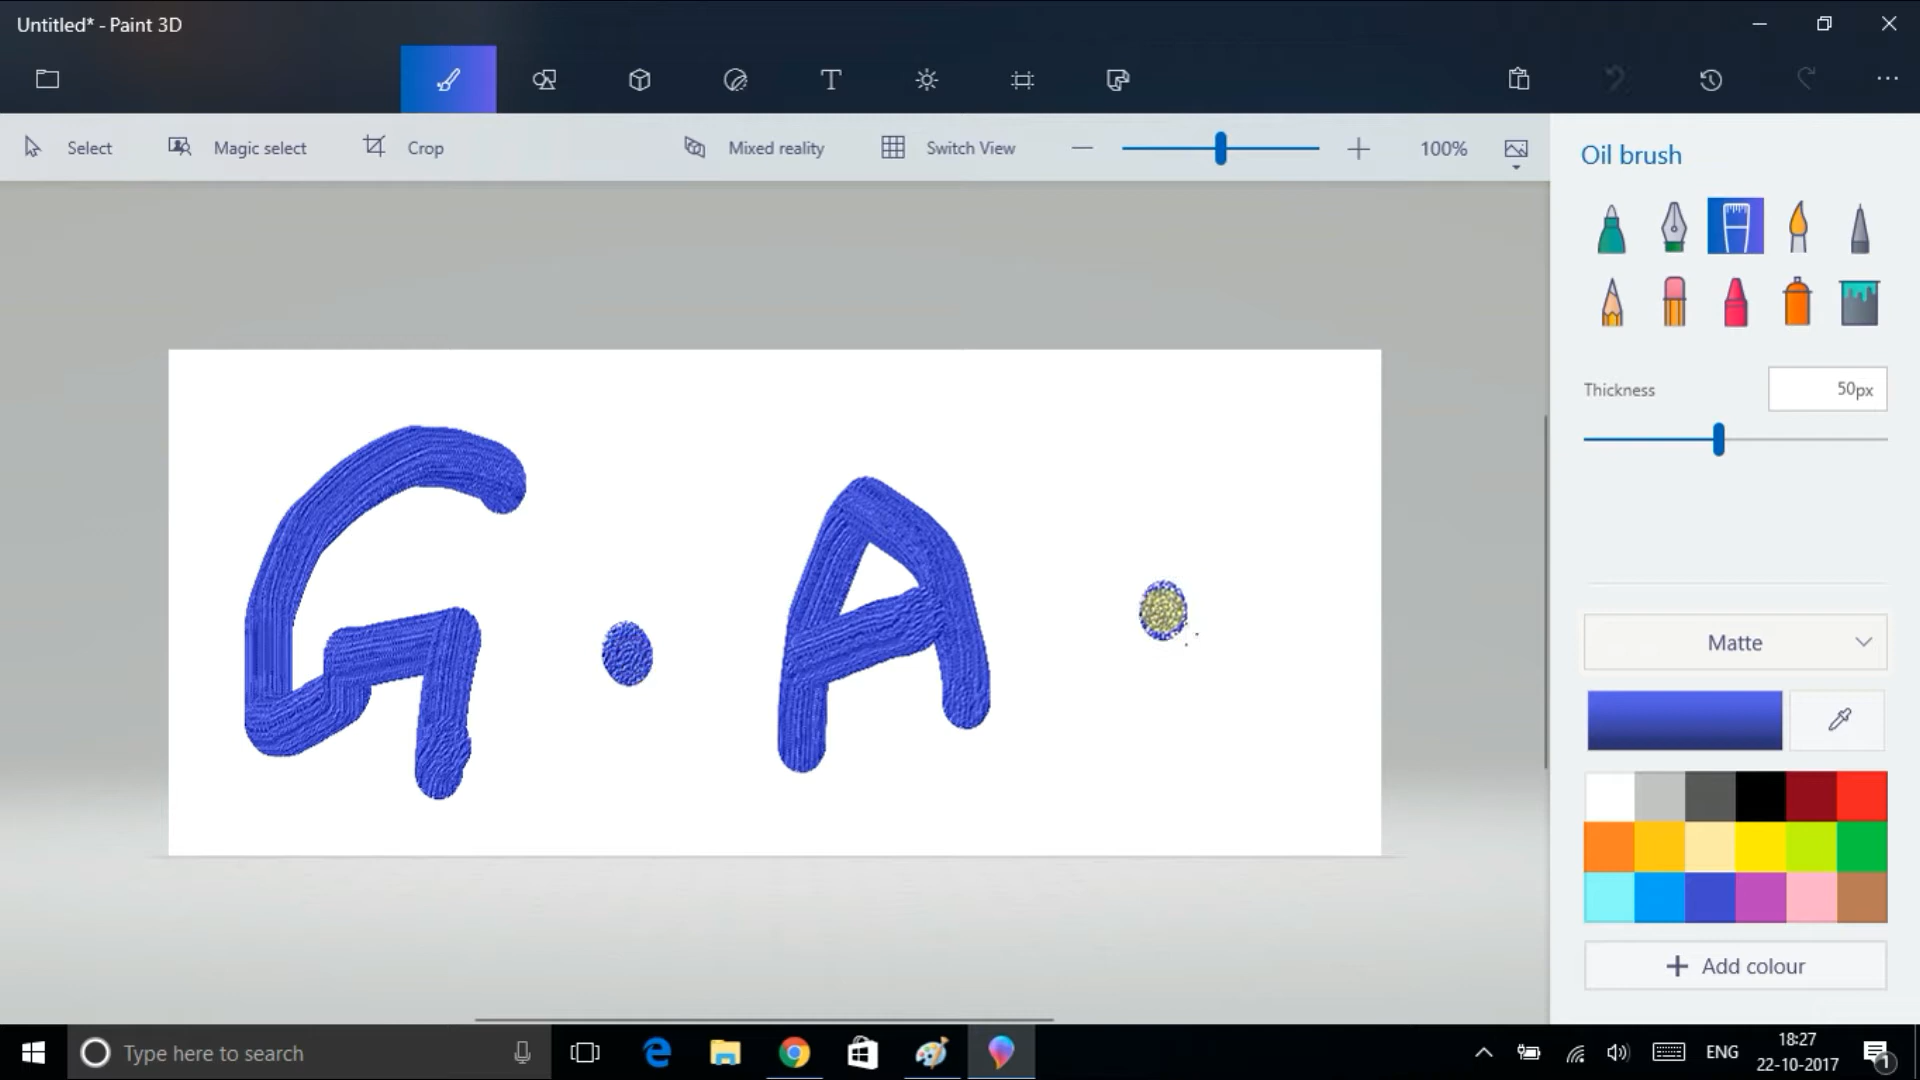 Untitled* - Paint 3D
Select Magic select Crop Mixed reality Switch View 100%
Oil brush
Thickness 50px
G . A .
Matte
+ Add colour
Type here to search
ENG
18:27
22-10-2017
1